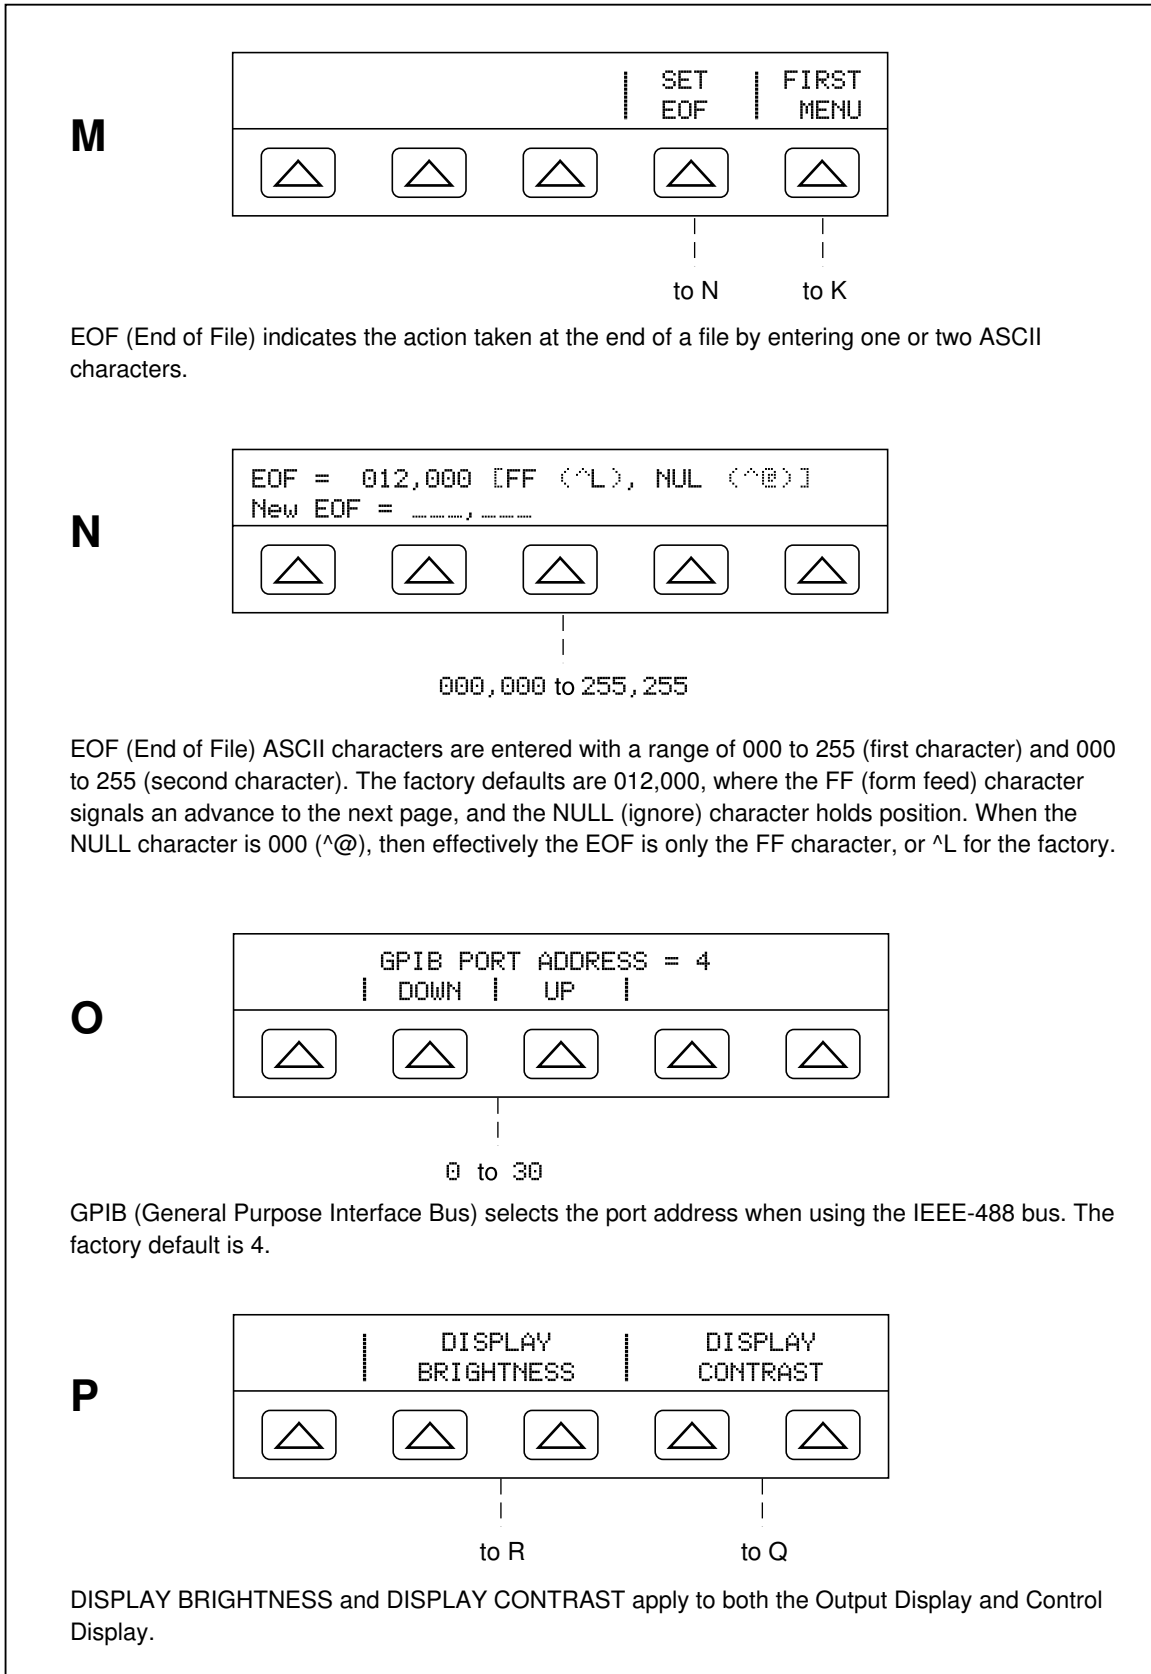 M
| SET | FIRST
| EOF | MENU
to N to K
EOF (End of File) indicates the action taken at the end of a file by entering one or two ASCII
characters.
N
EOF = 012,000 [FF (^L), NUL (^@)]
New EOF = ___,___
000,000 to 255,255
EOF (End of File) ASCII characters are entered with a range of 000 to 255 (first character) and 000
to 255 (second character). The factory defaults are 012,000, where the FF (form feed) character
signals an advance to the next page, and the NULL (ignore) character holds position. When the
NULL character is 000 (^@), then effectively the EOF is only the FF character, or ^L for the factory.
O
GPIB PORT ADDRESS = 4
| DOWN | UP |
0 to 30
GPIB (General Purpose Interface Bus) selects the port address when using the IEEE-488 bus. The
factory default is 4.
P
| DISPLAY | DISPLAY
| BRIGHTNESS | CONTRAST
to R to Q
DISPLAY BRIGHTNESS and DISPLAY CONTRAST apply to both the Output Display and Control
Display.